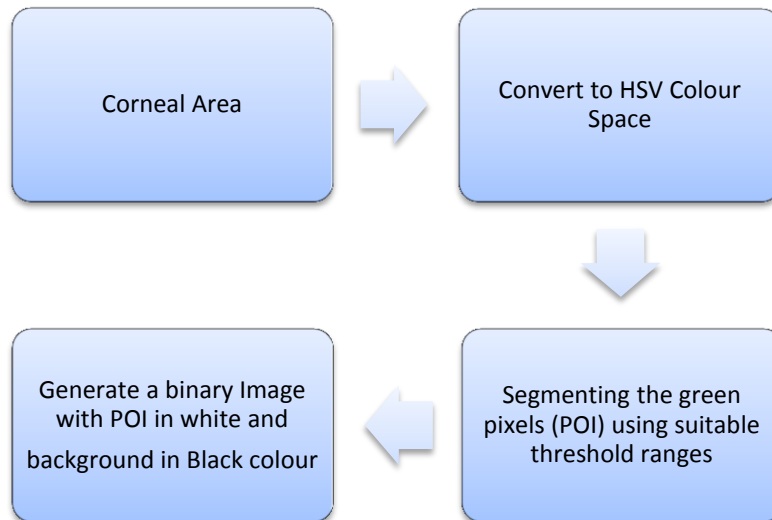 Corneal Area
Convert to HSV Colour
Space
Segmenting the green
pixels (POI) using suitable
threshold ranges
Generate a binary Image
with POI in white and
background in Black colour